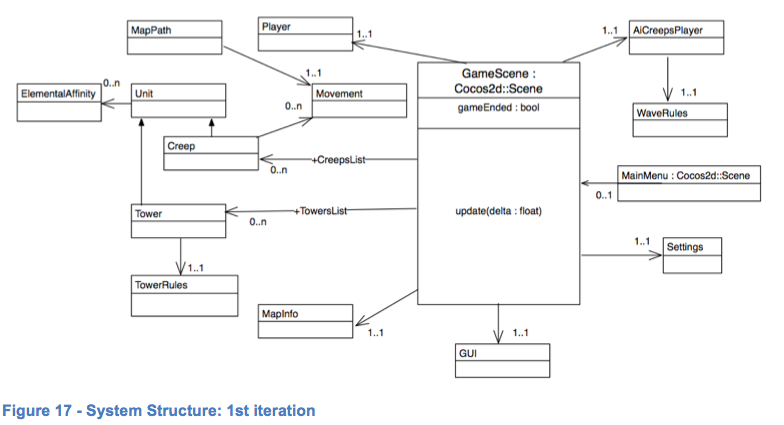 MapPath
Player
1..1
1..1
AiCreepsPlayer
GameScene :
Cocos2d::Scene
gameEnded : bool
update(delta : float)
ElementalAffinity
0..n
Unit
1..1
0..n
Movement
1..1
WaveRules
Creep
0..n
+CreepsList
MainMenu : Cocos2d::Scene
0..1
Tower
0..n
+TowersList
1..1
Settings
1..1
TowerRules
MapInfo
1..1
1..1
GUI
Figure 17 - System Structure: 1st iteration